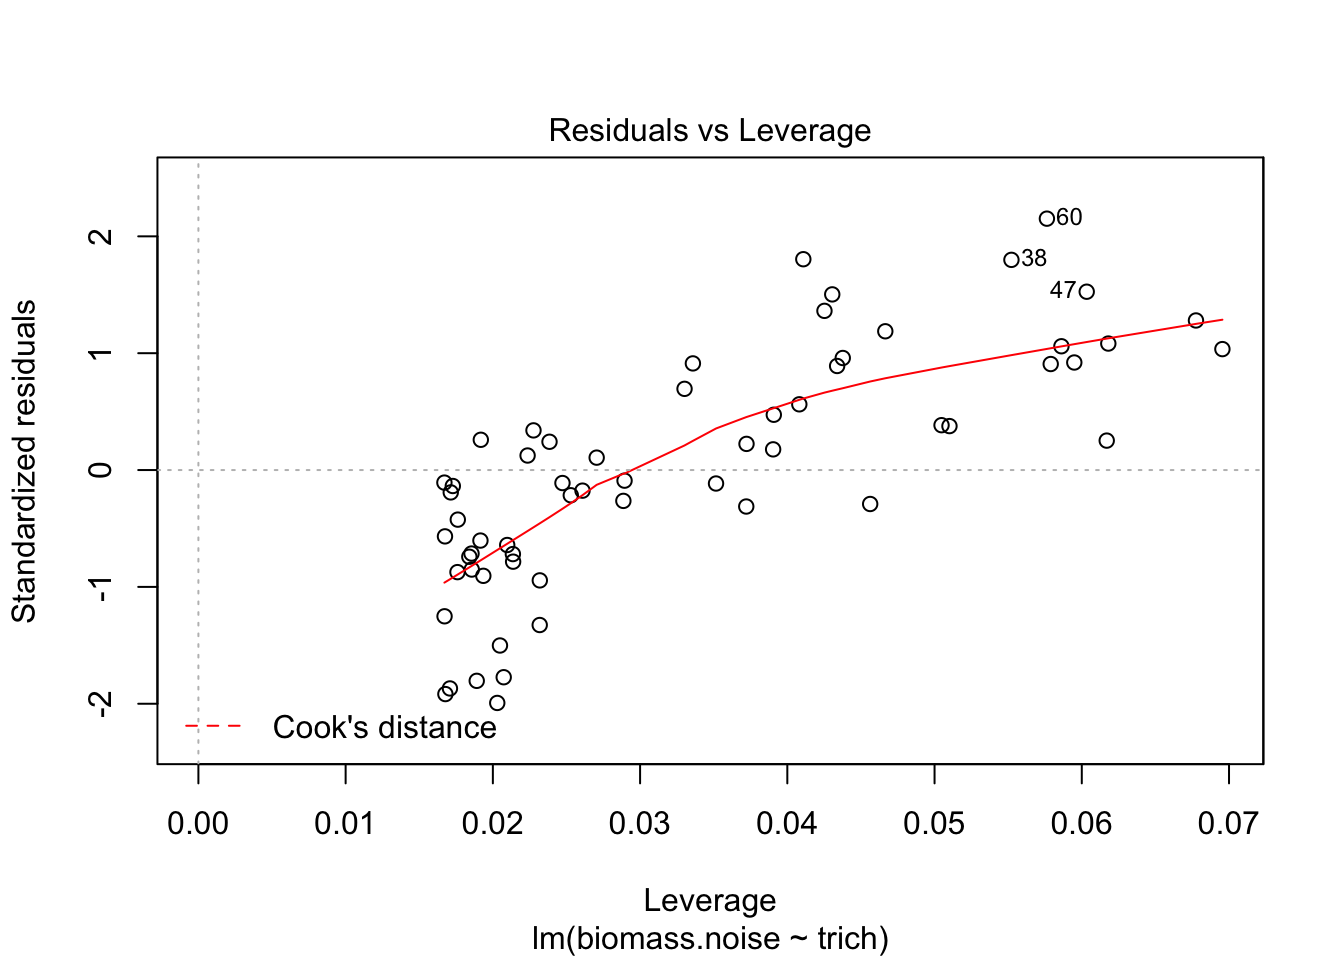 Residuals vs Leverage
Standardized residuals
2
1
0
-1
-2
60
38
47
Cook's distance
0.00 0.01 0.02 0.03 0.04 0.05 0.06 0.07
Leverage
lm(biomass.noise ~ trich)